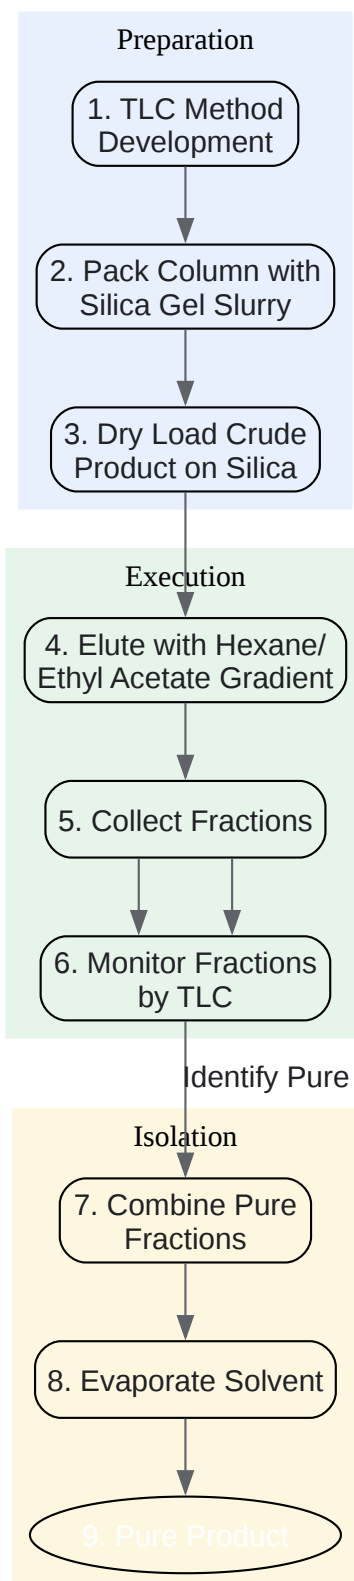 Preparation
1. TLC Method
Development
2. Pack Column with
Silica Gel Slurry
3. Dry Load Crude
Product on Silica
Execution
4. Elute with Hexane/
Ethyl Acetate Gradient
5. Collect Fractions
6. Monitor Fractions
by TLC
Identify Pure
Isolation
7. Combine Pure
Fractions
8. Evaporate Solvent
9. Pure Product